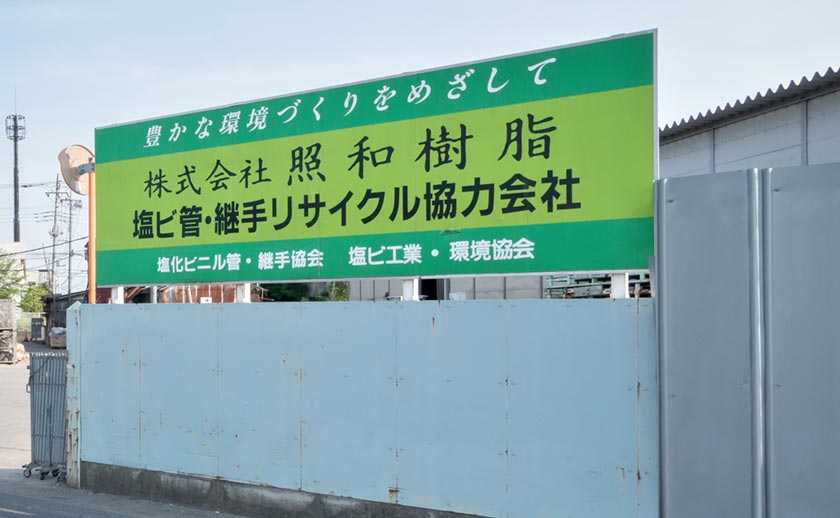 豊かな環境づくりをめざして
株式会社 照和樹脂
塩ビ管・継手リサイクル協力会社
塩化ビニル管・継手協会 塩ビ工業・環境協会